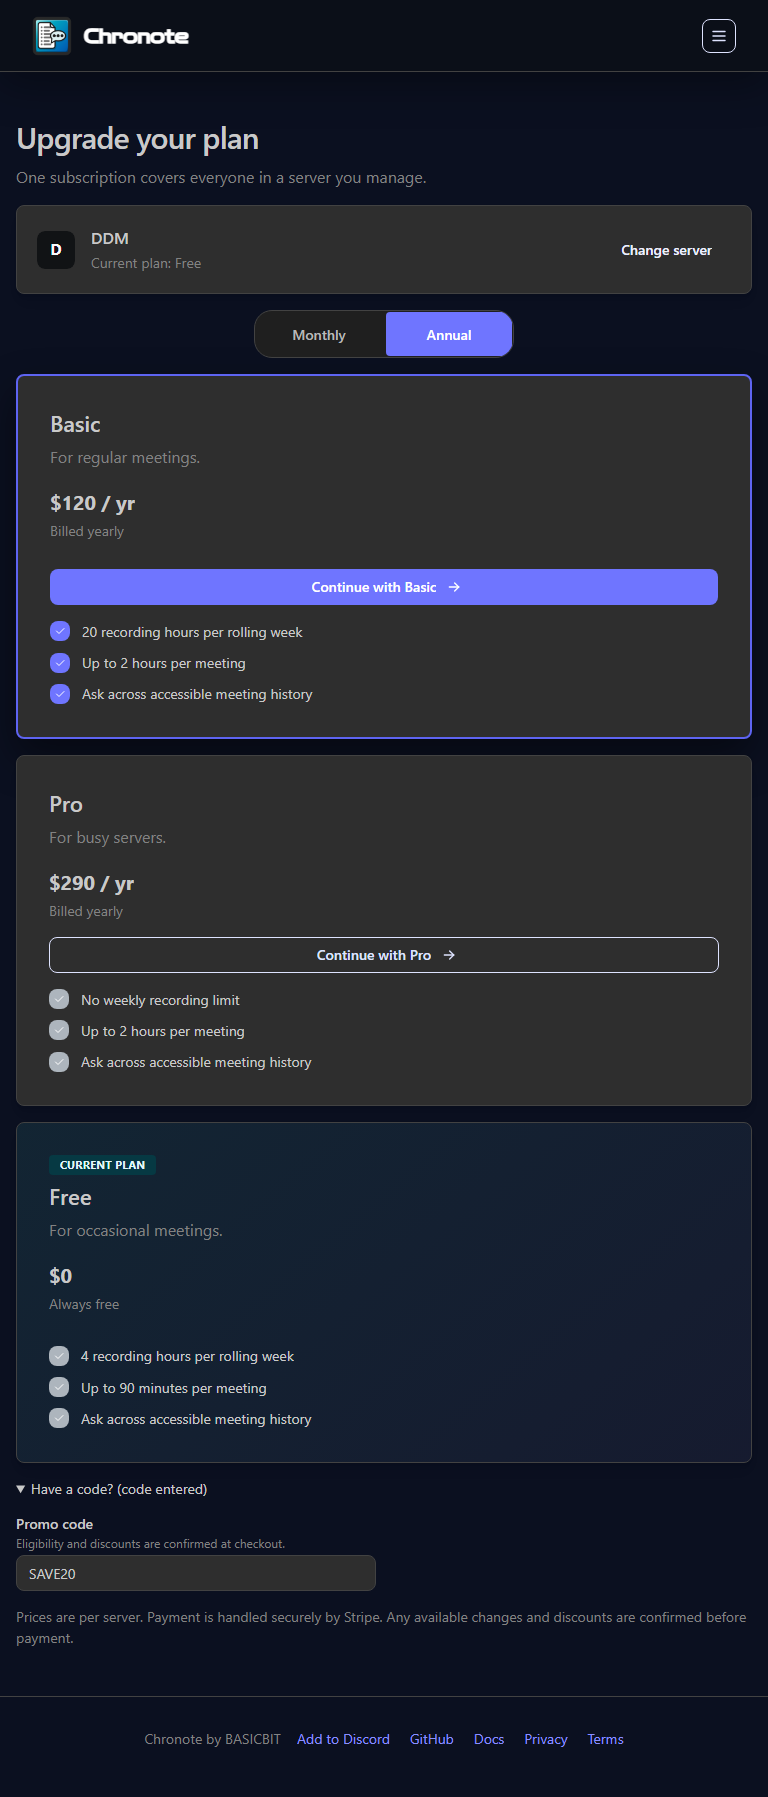 Chronote
Upgrade your plan
One subscription covers everyone in a server you manage.
D
DDM
Current plan: Free
Change server
Monthly
Annual
Basic
For regular meetings.
$120 / yr
Billed yearly
Continue with Basic →
20 recording hours per rolling week
Up to 2 hours per meeting
Ask across accessible meeting history
Pro
For busy servers.
$290 / yr
Billed yearly
Continue with Pro →
No weekly recording limit
Up to 2 hours per meeting
Ask across accessible meeting history
CURRENT PLAN
Free
For occasional meetings.
$0
Always free
4 recording hours per rolling week
Up to 90 minutes per meeting
Ask across accessible meeting history
▼ Have a code? (code entered)
Promo code
Eligibility and discounts are confirmed at checkout.
SAVE20
Prices are per server. Payment is handled securely by Stripe. Any available changes and discounts are confirmed before
payment.
Chronote by BASICBIT Add to Discord GitHub Docs Privacy Terms